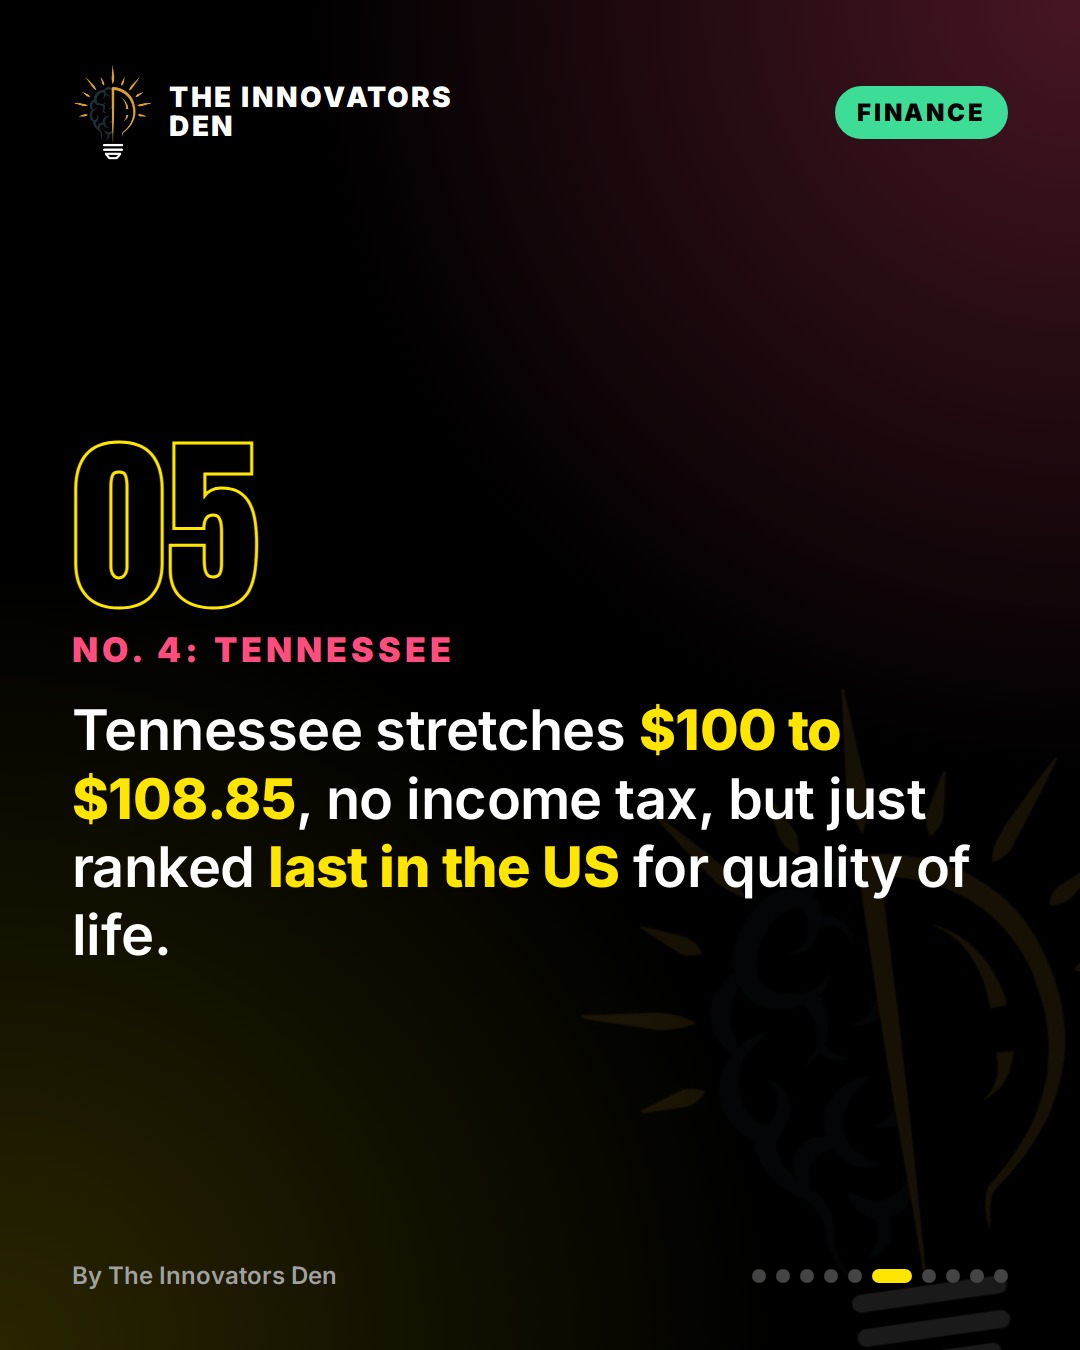 THE INNOVATORS
DEN
FINANCE
05
NO. 4: TENNESSEE
Tennessee stretches $100 to
$108.85, no income tax, but just
ranked last in the US for quality of
life.
By The Innovators Den